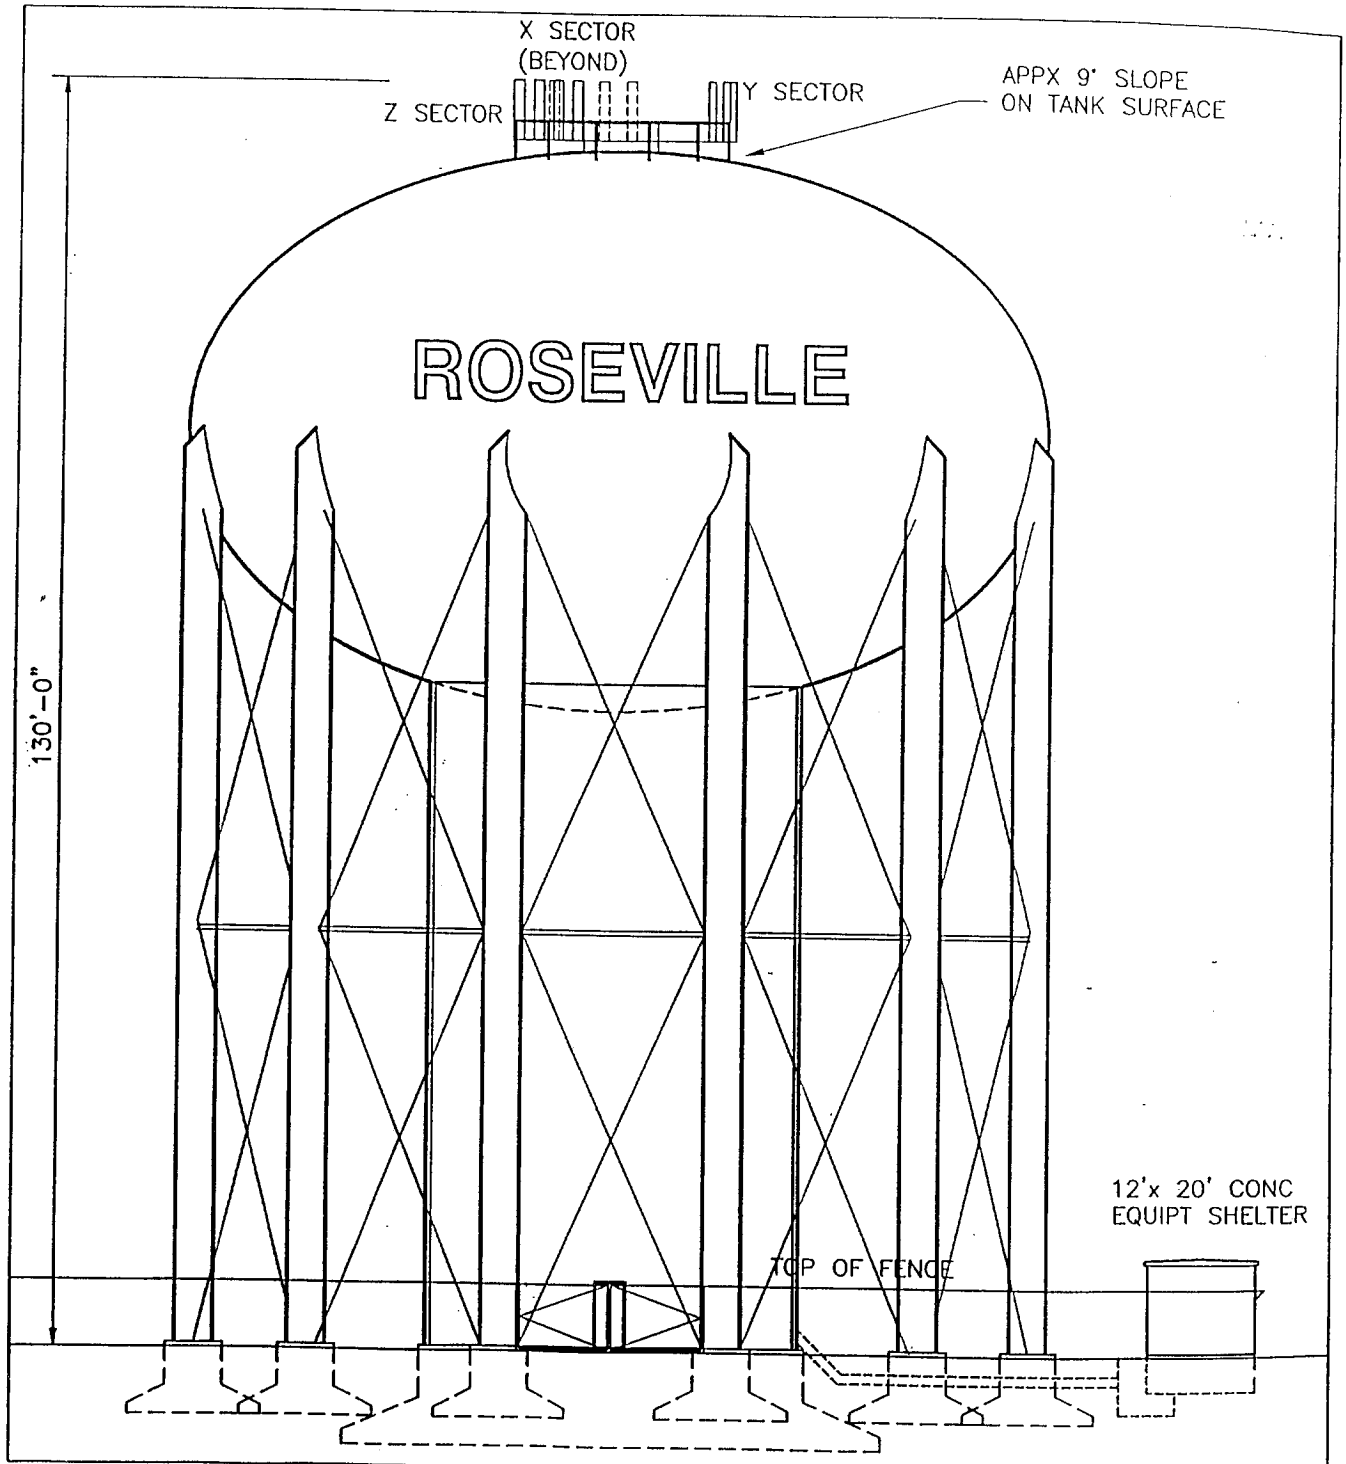 X SECTOR
(BEYOND)
Z SECTOR
Y SECTOR
APPX 9' SLOPE
ON TANK SURFACE
ROSEVILLE
130'-0"
12'x 20' CONC
EQUIPT SHELTER
TOP OF FENCE